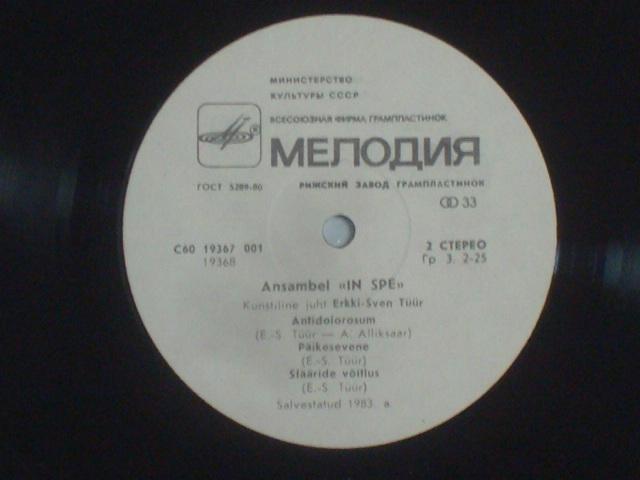 МИНИСТЕРСТВО
КУЛЬТУРЫ СССР
ВСЕСОЮЗНАЯ ФИРМА ГРАМПЛАСТИНОК
МЕЛОДИЯ
ГОСТ 5289-80 РИЖСКИЙ ЗАВОД ГРАМПЛАСТИНОК
33
С60 19367 001 2 СТЕРЕО
19368 Гр 3. 2-25
Ansambel «IN SPE»
Kunstiline juht Erkki-Sven Tüür
Antidolorosum
(E.-S. Tüür — A. Alliksaar)
Päikesevene
(E.-S. Tüür)
Sfääride võitlus
(E.-S. Tüür)
Salvestatud 1983. a.